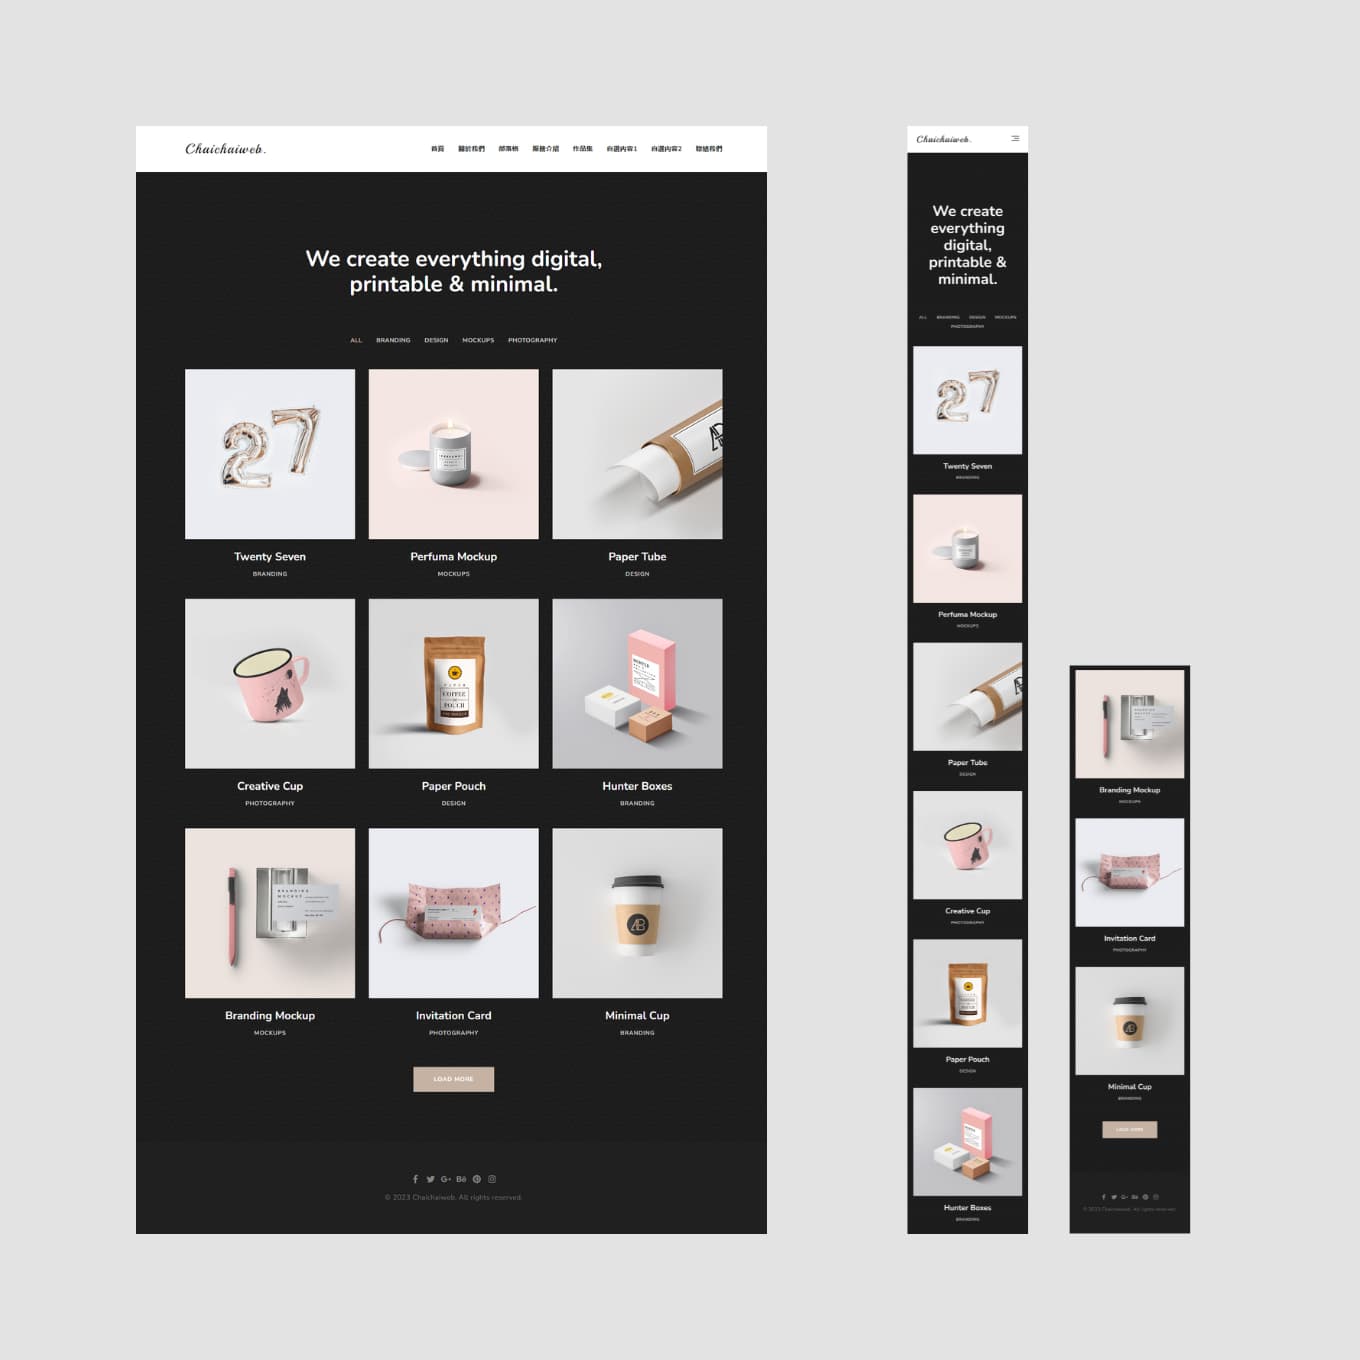 Chaichaiweb.
首頁 關於我們 部落格 服務介紹 作品集 自選內容1 自選內容2 聯絡我們
We create everything digital,
printable & minimal.
ALL BRANDING DESIGN MOCKUPS PHOTOGRAPHY
Twenty Seven Perfuma Mockup Paper Tube
BRANDING MOCKUPS DESIGN
COFFEE
POUCH
Creative Cup Paper Pouch Hunter Boxes
PHOTOGRAPHY DESIGN BRANDING
BRANDING
MOCKUP
Branding Mockup Invitation Card Minimal Cup
MOCKUPS PHOTOGRAPHY BRANDING
LOAD MORE
© 2023 Chaichaiweb. All rights reserved.
Chaichaiweb.
We create
everything
digital,
printable &
minimal.
ALL BRANDING DESIGN MOCKUPS
PHOTOGRAPHY
Twenty Seven
BRANDING
Perfuma Mockup
MOCKUPS
Paper Tube
DESIGN
Creative Cup
PHOTOGRAPHY
Paper Pouch
DESIGN
Hunter Boxes
BRANDING
Branding Mockup
MOCKUPS
Invitation Card
PHOTOGRAPHY
Minimal Cup
BRANDING
LOAD MORE
© 2023 Chaichaiweb. All rights reserved.